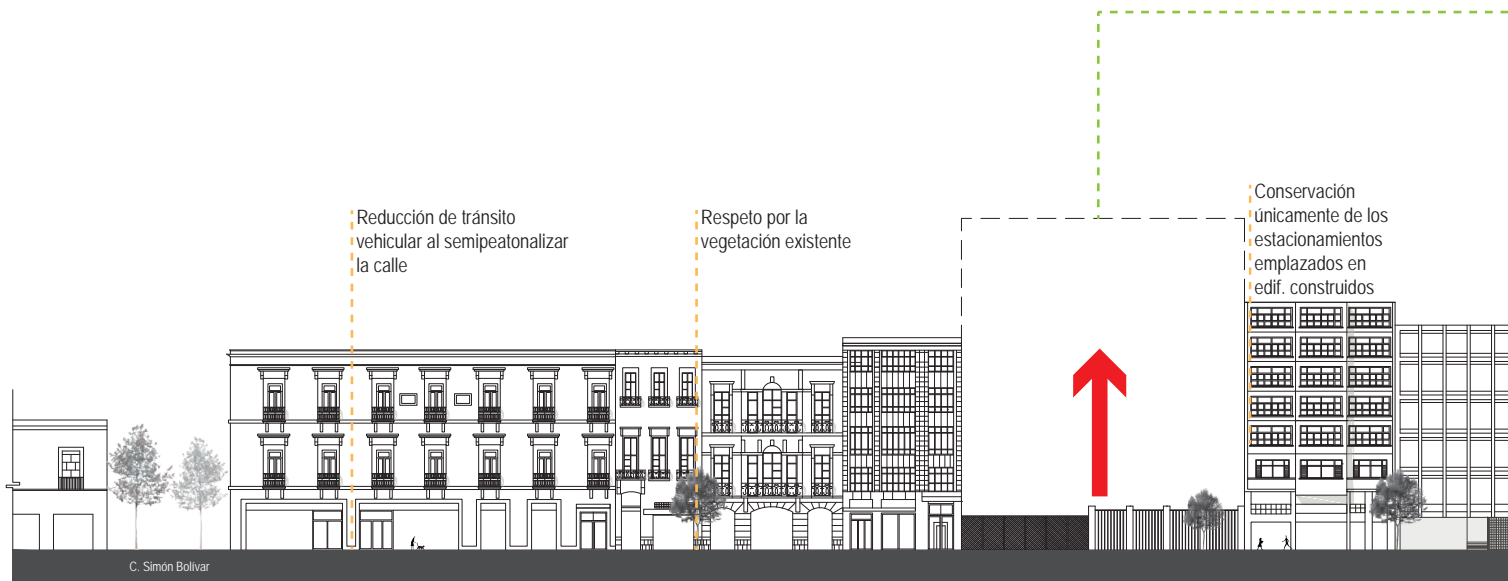 Reducción de tránsito
vehicular al semipeatonalizar
la calle
Respeto por la
vegetación existente
Conservación
únicamente de los
estacionamientos
emplazados en
edif. construidos
C. Simón Bolívar